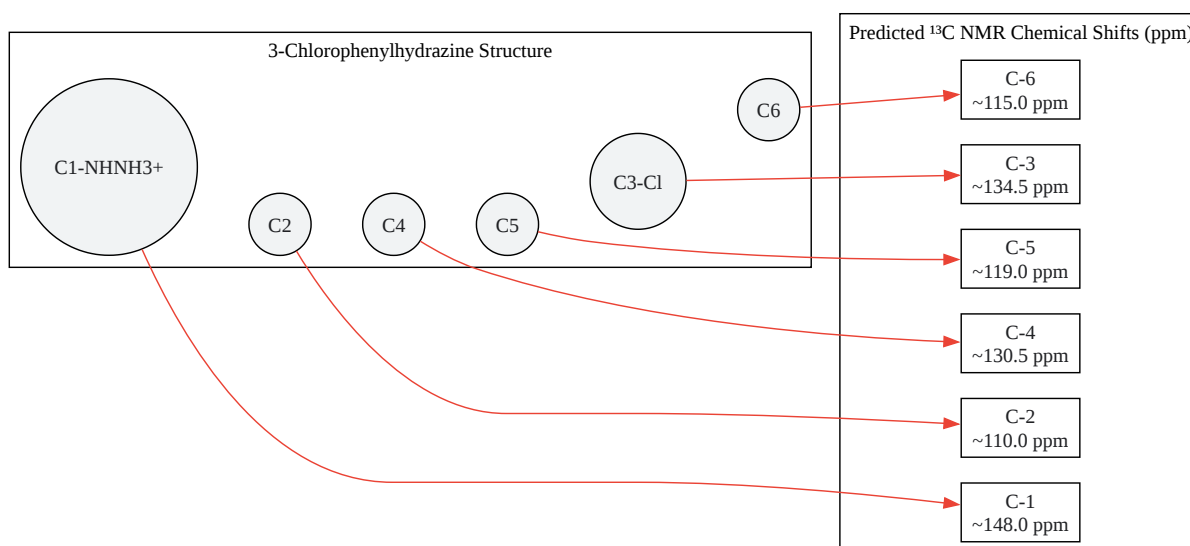 3-Chlorophenylhydrazine Structure
C1-NHNH3+
C2
C4
C5
C3-Cl
C6
Predicted ¹³C NMR Chemical Shifts (ppm)
C-6
~115.0 ppm
C-3
~134.5 ppm
C-5
~119.0 ppm
C-4
~130.5 ppm
C-2
~110.0 ppm
C-1
~148.0 ppm